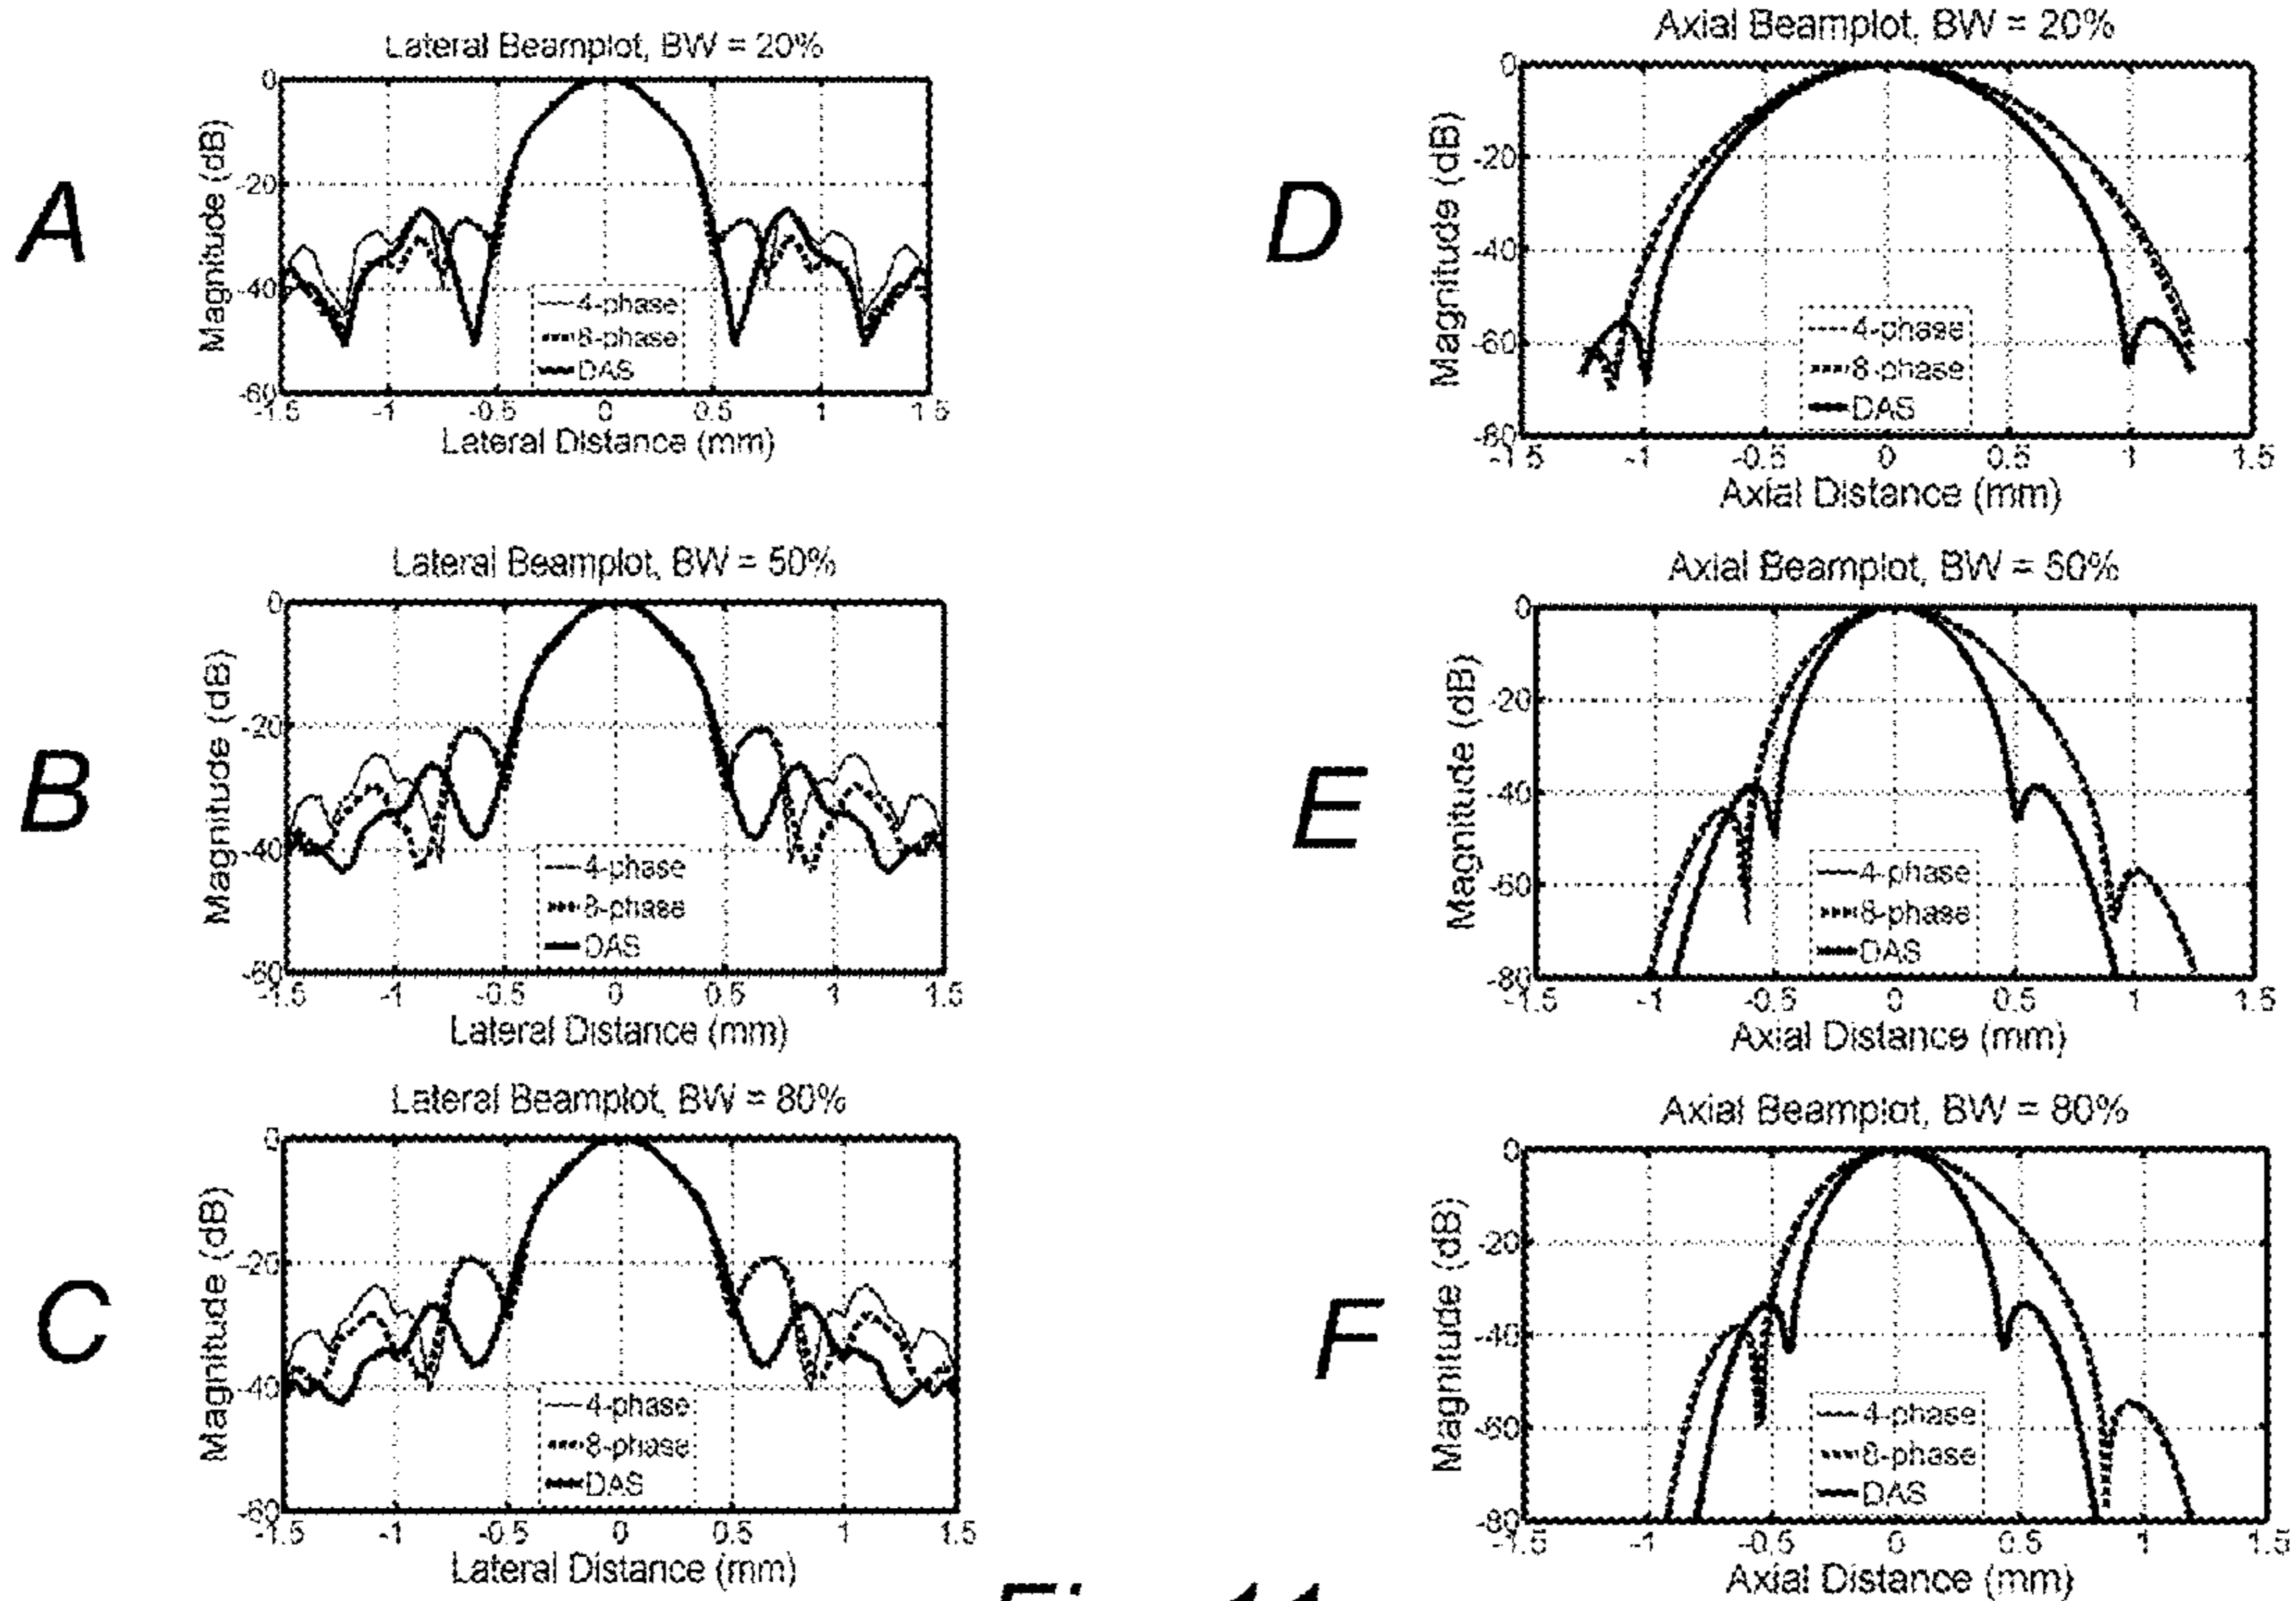 A
Lateral Beamplot, BW = 20%
Magnitude (dB)
0
-20
-40
-60
4-phase
8-phase
DAS
-1.5 -1 -0.5 0 0.5 1 1.5
Lateral Distance (mm)
D
Axial Beamplot, BW = 20%
Magnitude (dB)
0
-20
-40
-60
-80
4-phase
8-phase
DAS
-1.5 -1 -0.5 0 0.5 1 1.5
Axial Distance (mm)
B
Lateral Beamplot, BW = 50%
Magnitude (dB)
0
-20
-40
-60
4-phase
8-phase
DAS
-1.5 -1 -0.5 0 0.5 1 1.5
Lateral Distance (mm)
E
Axial Beamplot, BW = 50%
Magnitude (dB)
0
-20
-40
-60
-80
4-phase
8-phase
DAS
-1.5 -1 -0.5 0 0.5 1 1.5
Axial Distance (mm)
C
Lateral Beamplot, BW = 80%
Magnitude (dB)
0
-20
-40
-60
4-phase
8-phase
DAS
-1.5 -1 -0.5 0 0.5 1 1.5
Lateral Distance (mm)
F
Axial Beamplot, BW = 80%
Magnitude (dB)
0
-20
-40
-60
-80
4-phase
8-phase
DAS
-1.5 -1 -0.5 0 0.5 1 1.5
Axial Distance (mm)